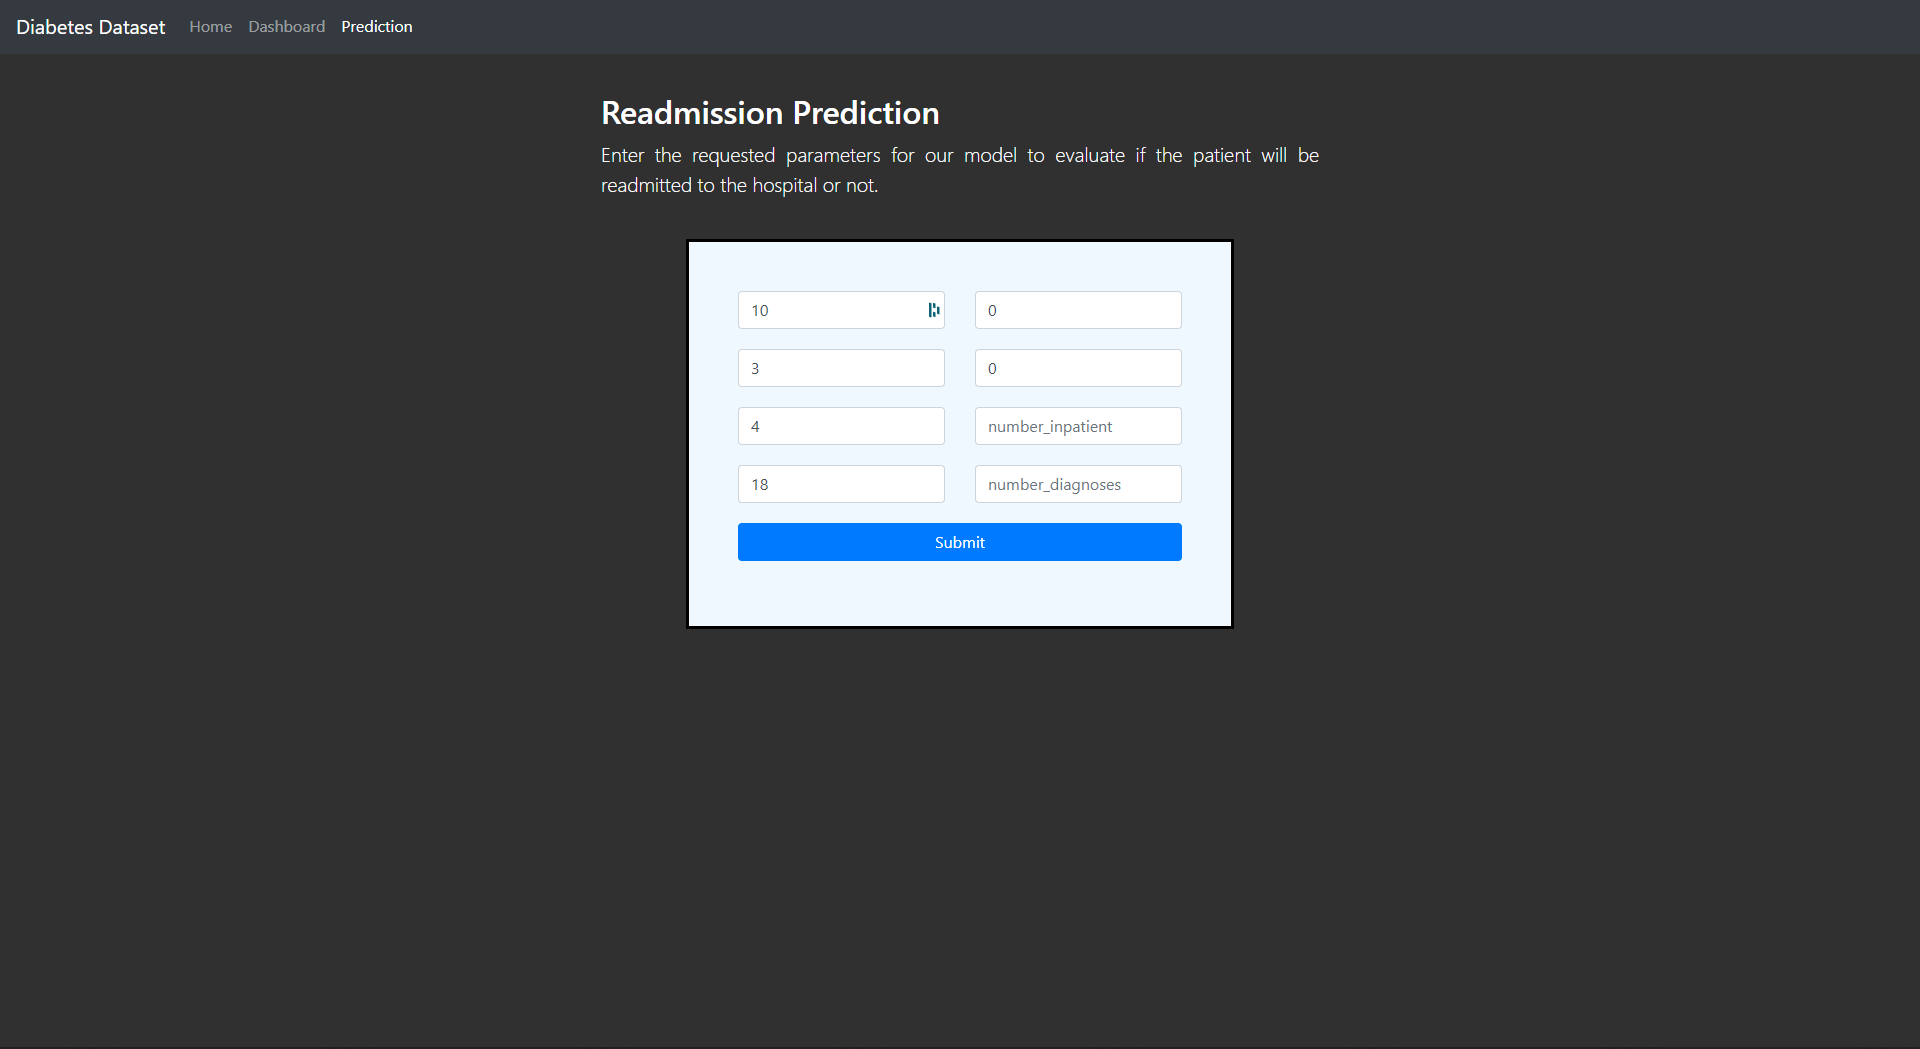 Diabetes Dataset Home Dashboard Prediction
Readmission Prediction
Enter the requested parameters for our model to evaluate if the patient will be
readmitted to the hospital or not.
10 0
3 0
4 number_inpatient
18 number_diagnoses
Submit